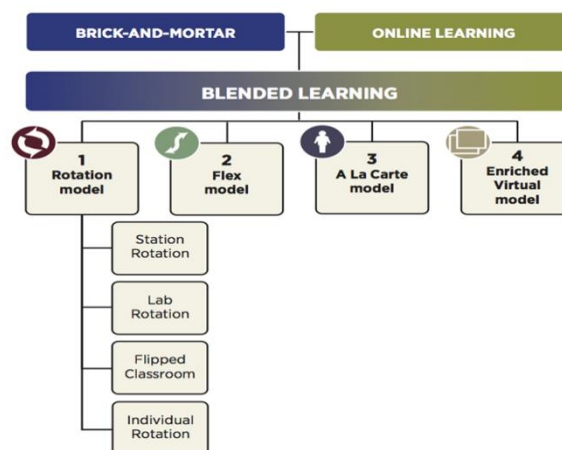 BRICK-AND-MORTAR
ONLINE LEARNING
BLENDED LEARNING
1
Rotation
model
2
Flex
model
3
A La Carte
model
4
Enriched
Virtual
model
Station
Rotation
Lab
Rotation
Flipped
Classroom
Individual
Rotation